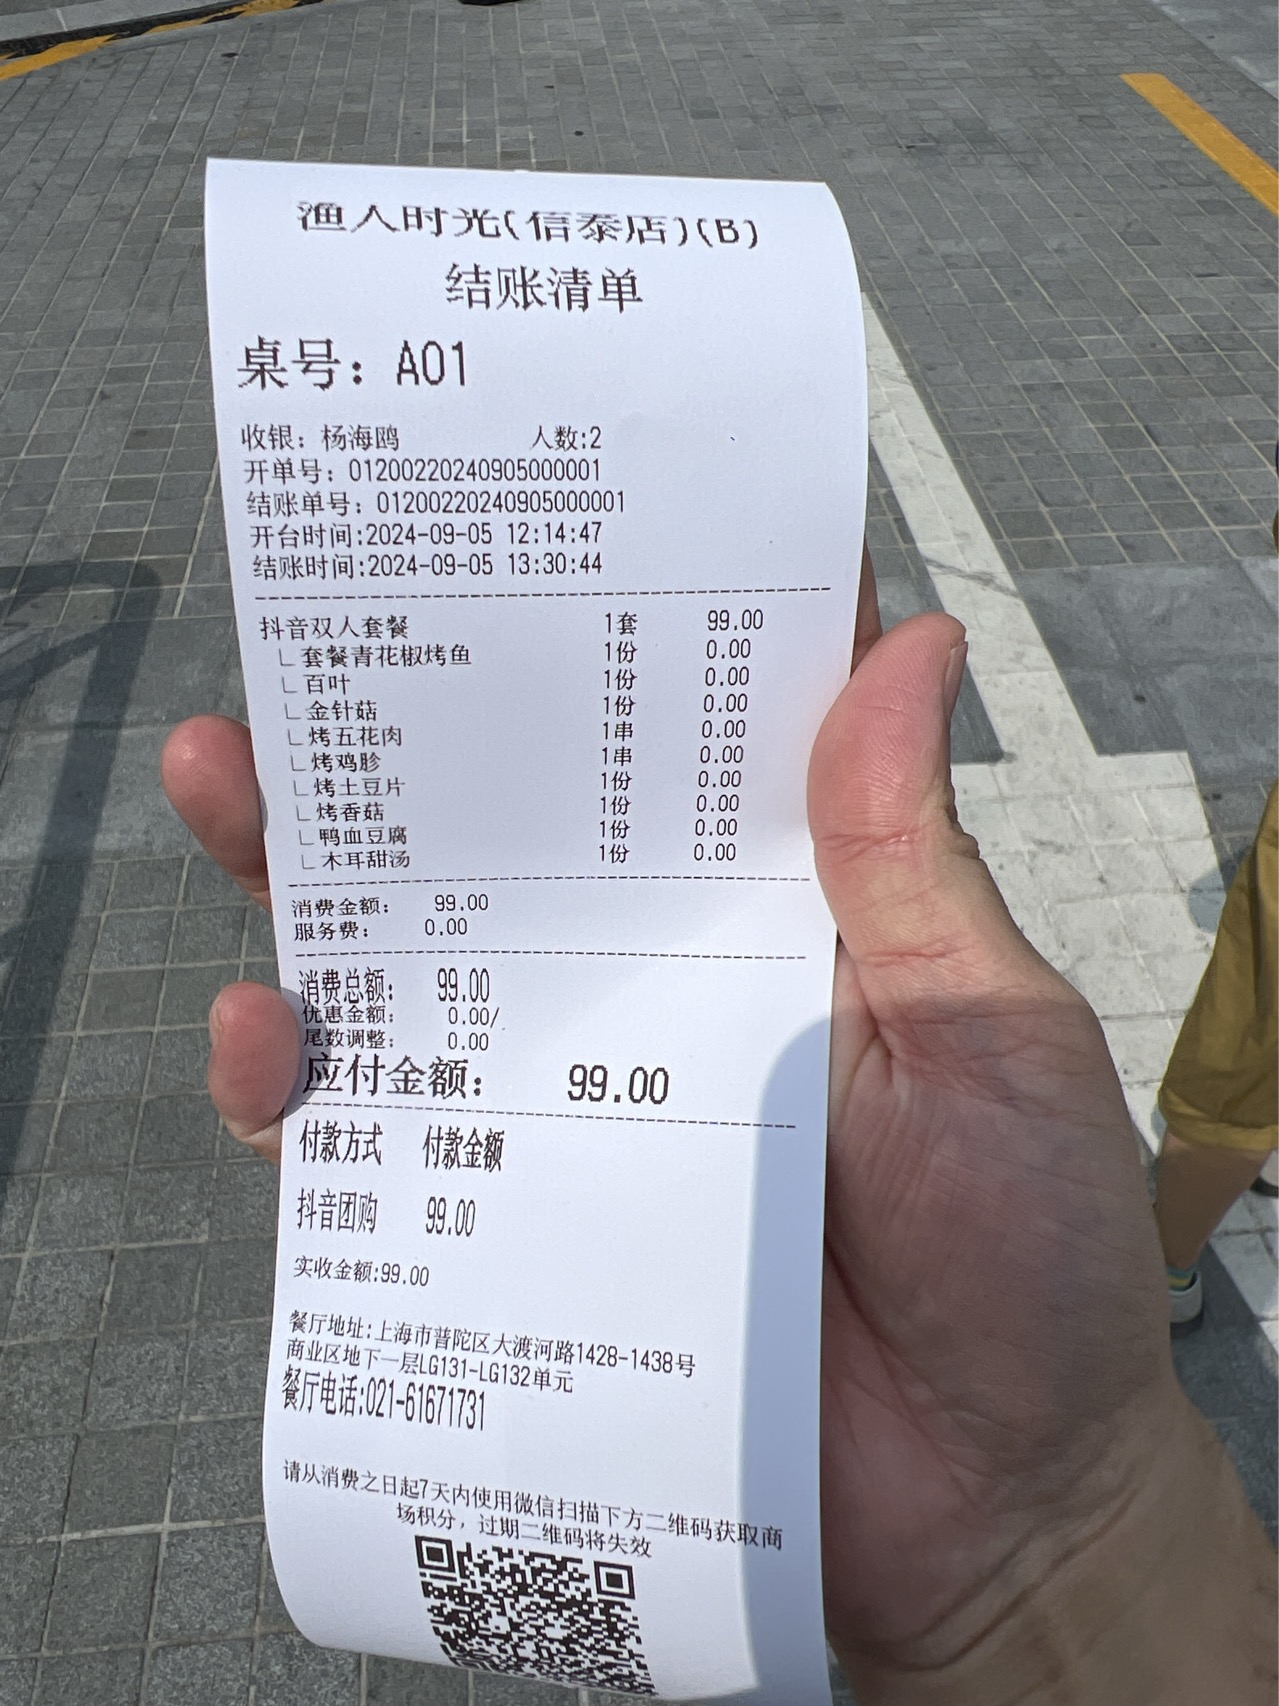 渔人时光(信泰店)(B)
结账清单
桌号：A01
收银：杨海鸥 人数:2
开单号：01200220240905000001
结账单号：01200220240905000001
开台时间:2024-09-05 12:14:47
结账时间:2024-09-05 13:30:44
抖音双人套餐 1套 99.00
└套餐青花椒烤鱼 1份 0.00
└百叶 1份 0.00
└金针菇 1份 0.00
└烤五花肉 1串 0.00
└烤鸡胗 1串 0.00
└烤土豆片 1份 0.00
└烤香菇 1份 0.00
└鸭血豆腐 1份 0.00
└木耳甜汤 1份 0.00
消费金额： 99.00
服务费： 0.00
消费总额： 99.00
优惠金额： 0.00/
尾数调整： 0.00
应付金额： 99.00
付款方式 付款金额
抖音团购 99.00
实收金额:99.00
餐厅地址:上海市普陀区大渡河路1428-1438号
商业区地下一层LG131-LG132单元
餐厅电话:021-61671731
请从消费之日起7天内使用微信扫描下方二维码获取商
场积分，过期二维码将失效